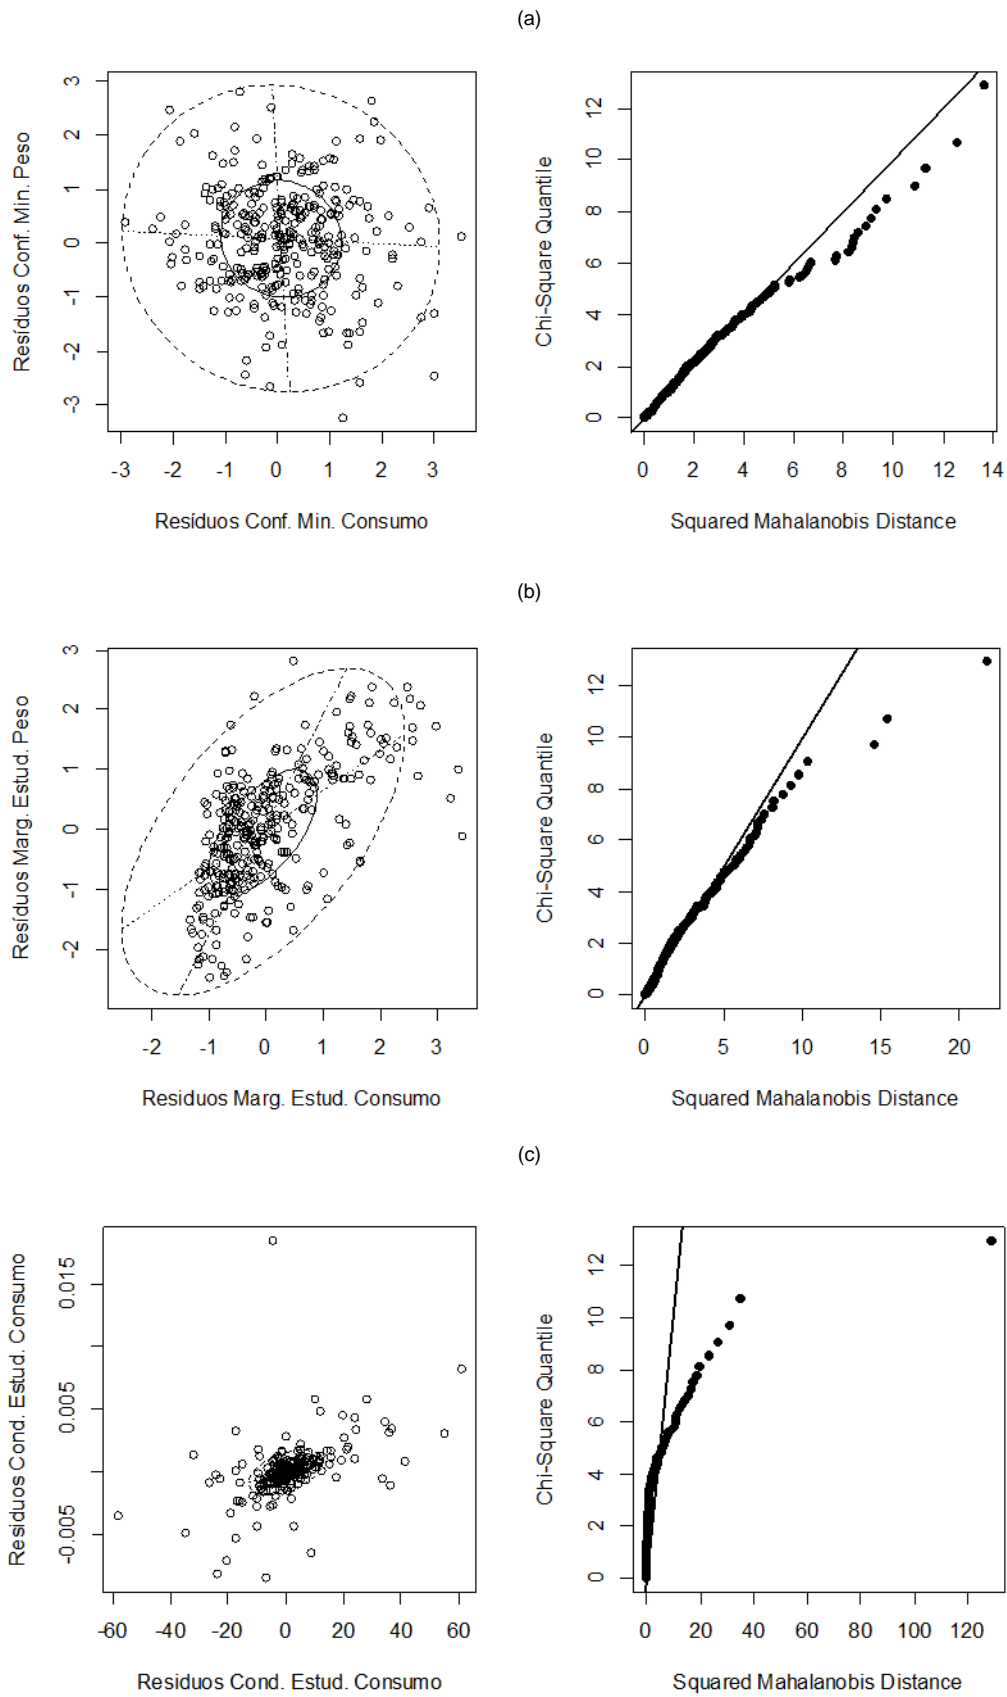 (a)
3
2
1
0
-1
-2
-3
Resíduos Conf. Min. Peso
-3 -2 -1 0 1 2 3
Resíduos Conf. Min. Consumo
12
10
8
6
4
2
0
Chi-Square Quantile
0 2 4 6 8 10 12 14
Squared Mahalanobis Distance
(b)
3
2
1
0
-1
-2
Resíduos Marg. Estud. Peso
-2 -1 0 1 2 3
Residuos Marg. Estud. Consumo
12
10
8
6
4
2
0
Chi-Square Quantile
0 5 10 15 20
Squared Mahalanobis Distance
(c)
0.015
0.005
-0.005
Residuos Cond. Estud. Consumo
-60 -40 -20 0 20 40 60
Residuos Cond. Estud. Consumo
12
10
8
6
4
2
0
Chi-Square Quantile
0 20 40 60 80 100 120
Squared Mahalanobis Distance